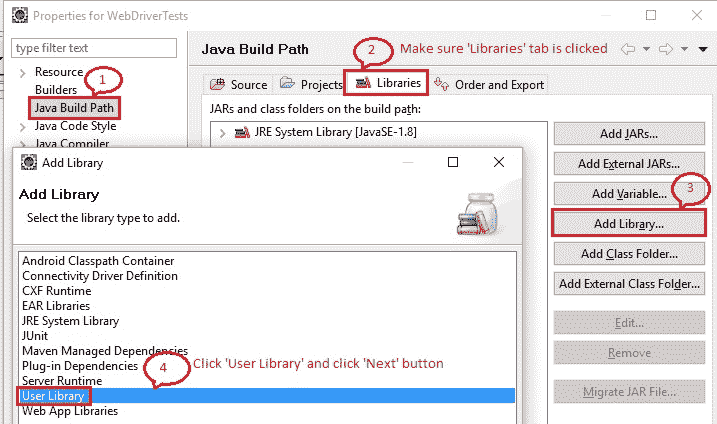 Properties for WebDriverTests
type filter text
Resource
Builders
Java Build Path
Java Code Style
Java Compiler
1
Java Build Path
2
Make sure 'Libraries' tab is clicked
Source
Projects
Libraries
Order and Export
JARs and class folders on the build path:
JRE System Library [JavaSE-1.8]
Add JARs...
Add External JARs...
Add Variable...
3
Add Library...
Add Class Folder...
Add External Class Folder...
Edit...
Remove
Migrate JAR File...
Add Library
Add Library
Select the library type to add.
Android Classpath Container
Connectivity Driver Definition
CXF Runtime
EAR Libraries
JRE System Library
JUnit
Maven Managed Dependencies
Plug-in Dependencies
Server Runtime
User Library
Web App Libraries
4
Click 'User Library' and click 'Next' button